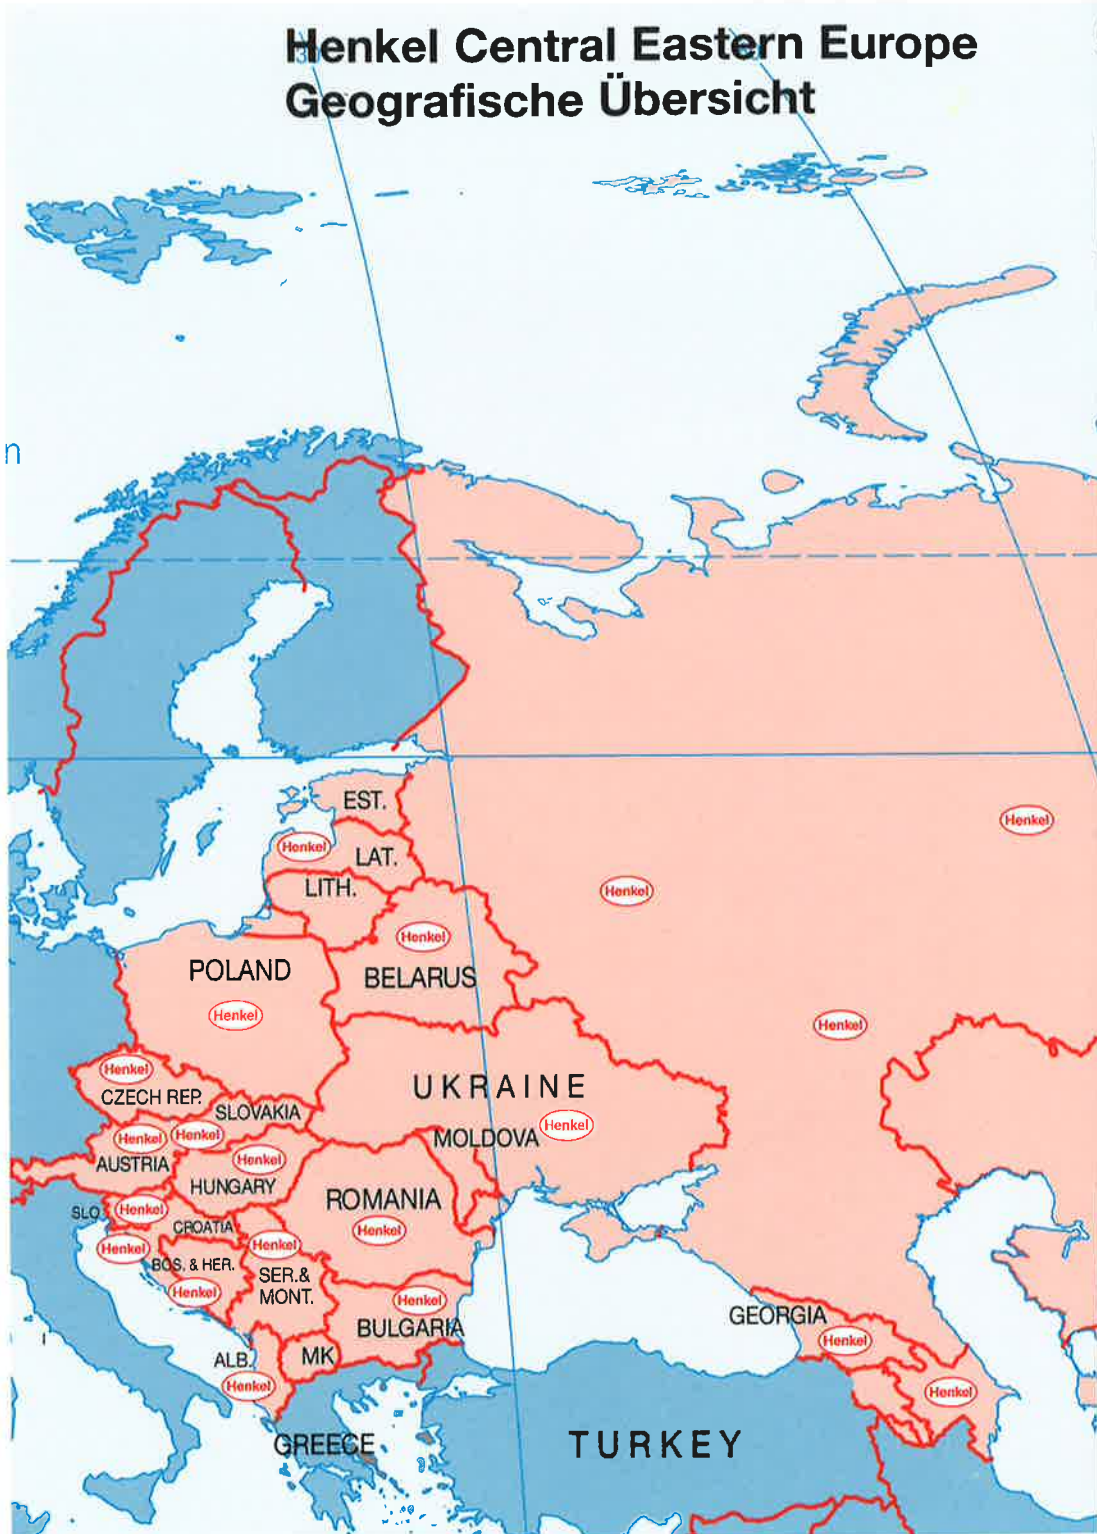 Henkel Central Eastern Europe
Geografische Übersicht
30
n
EST.
Henkel
Henkel
LAT.
LITH.
Henkel
Henkel
POLAND
BELARUS
Henkel
Henkel
Henkel
CZECH REP.
UKRAINE
SLOVAKIA
Henkel
Henkel
Henkel
MOLDOVA
AUSTRIA
Henkel
HUNGARY
ROMANIA
SLO.
Henkel
CROATIA
Henkel
Henkel
Henkel
BOS. & HER.
SER.&
MONT.
Henkel
Henkel
GEORGIA
BULGARIA
Henkel
ALB.
MK
Henkel
Henkel
GREECE
TURKEY